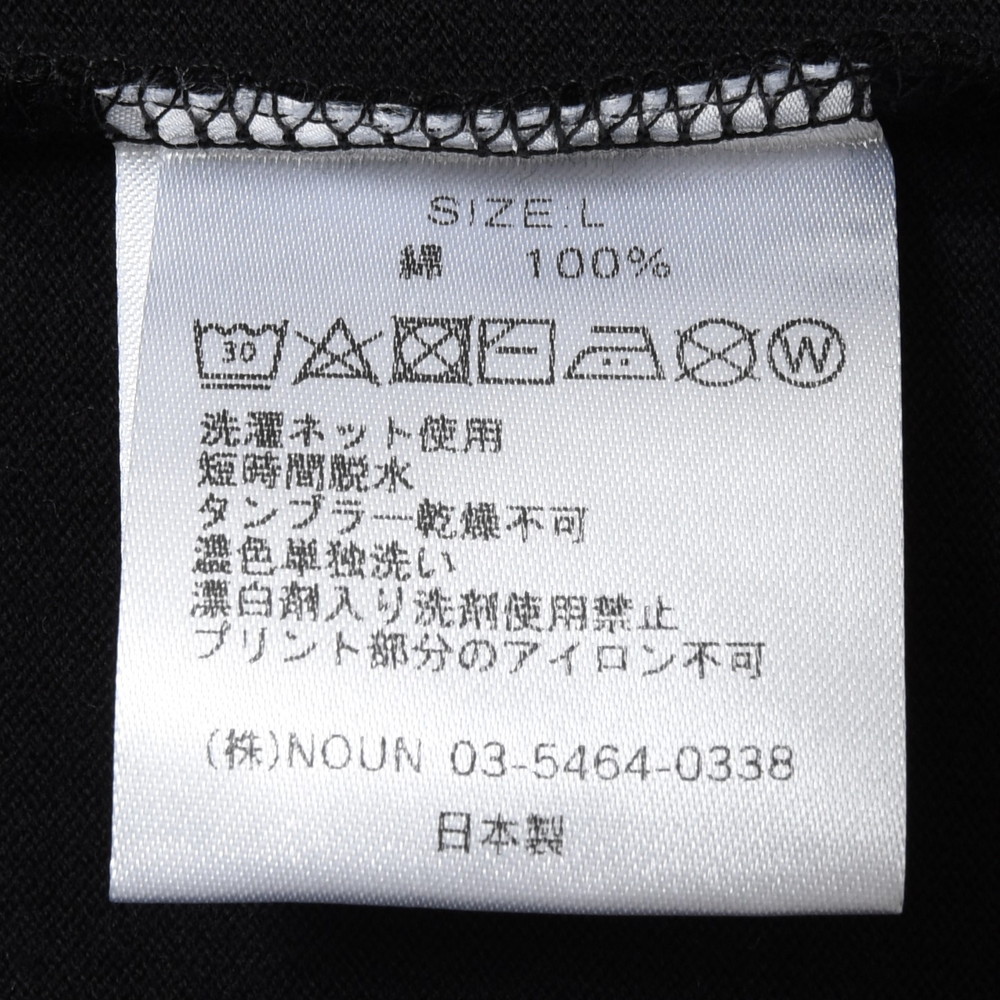 SIZE:L
綿 100%
30 W
洗濯ネット使用
短時間脱水
タンブラー乾燥不可
濃色単独洗い
漂白剤入り洗剤使用禁止
プリント部分のアイロン不可
(株)NOUN 03-5464-0338
日本製